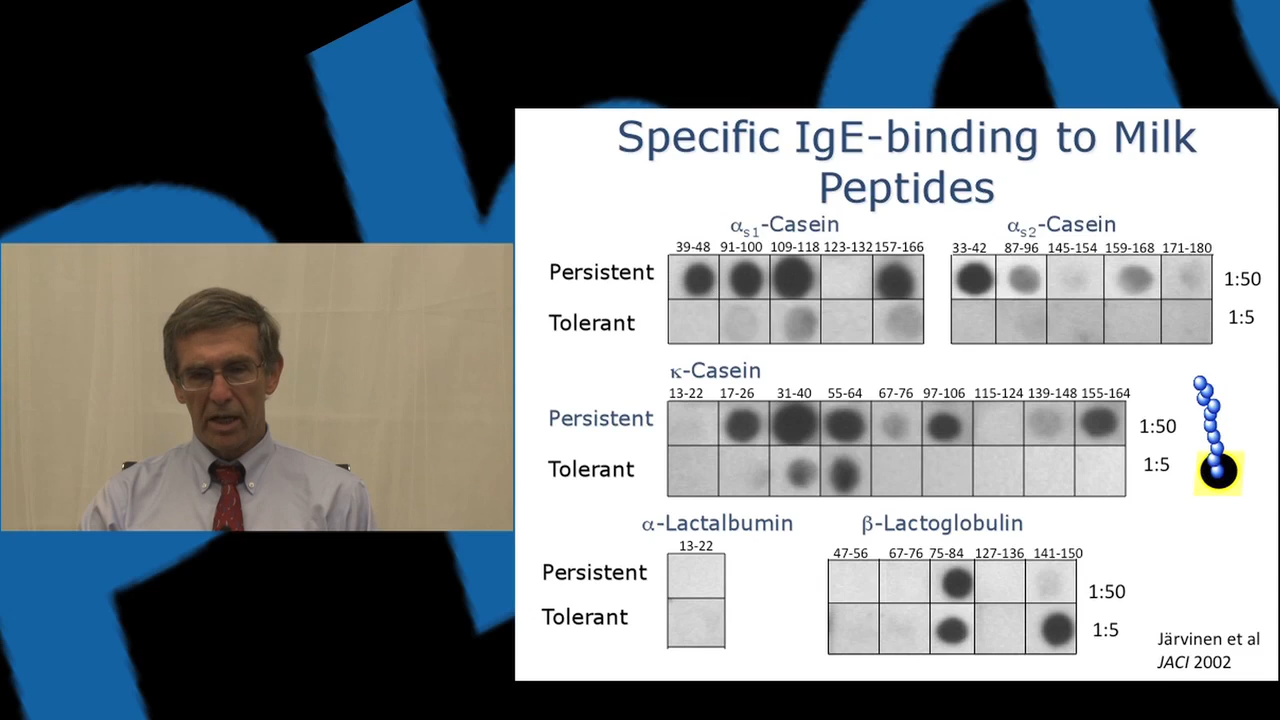 Specific IgE-binding to Milk
Peptides
αs1-Casein
αs2-Casein
39-48 91-100 109-118 123-132 157-166
33-42 87-96 145-154 159-168 171-180
Persistent
1:50
Tolerant
1:5
κ-Casein
13-22 17-26 31-40 55-64 67-76 97-106 115-124 139-148 155-164
Persistent
1:50
Tolerant
1:5
α-Lactalbumin
β-Lactoglobulin
13-22
47-56 67-76 75-84 127-136 141-150
Persistent
1:50
Tolerant
1:5
Järvinen et al
JACI 2002